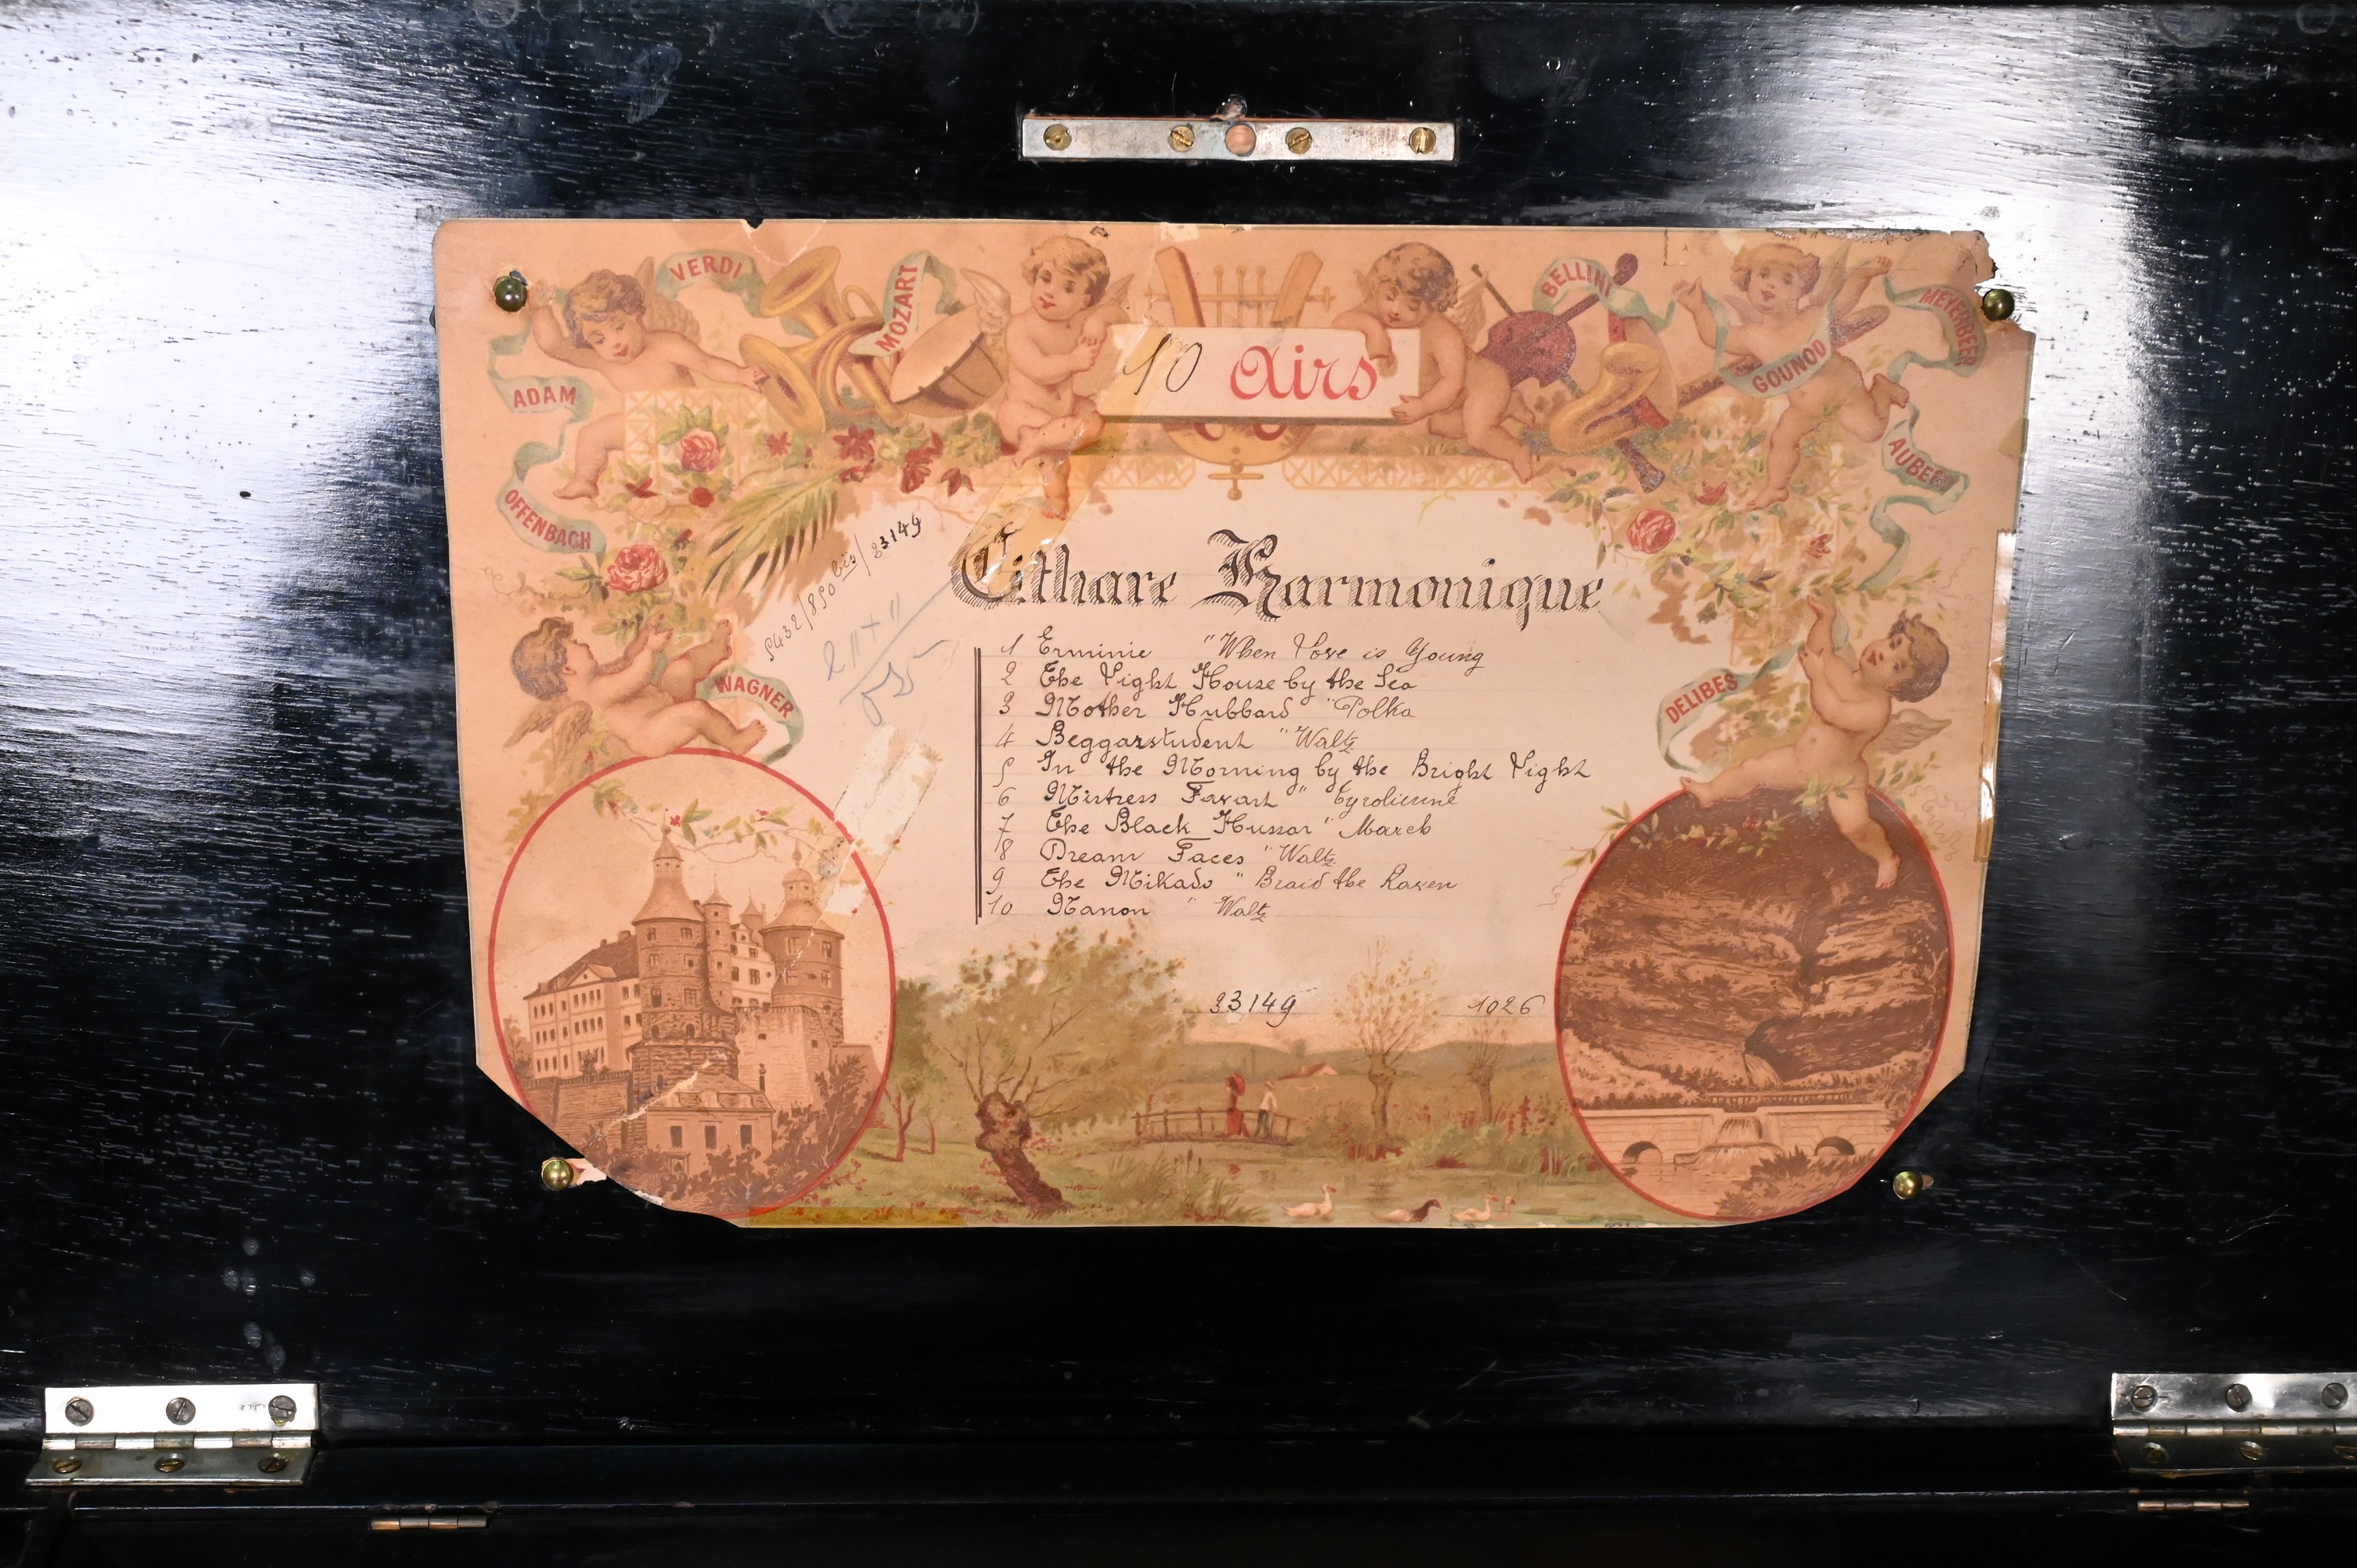 VERDI
MOZART
BELLINI
MEYERBEER
ADAM
10 Airs
GOUNOD
AUBER
OFFENBACH
WAGNER
DELIBES
5432/850 bis/33149
Cithare Harmonique
1 Erminie "When Love is Young
2 The Light House by the Sea
3 Mother Hubbard "Polka
4 Beggarstudent "Waltz
5 In the Morning by the Bright Light
6 Mistress Favart " Tyrolienne
7 The Black Hussar " March
8 Dream Faces "Waltz
9 The Mikado " Braid the Raven
10 Nanon " Waltz
33149 1026